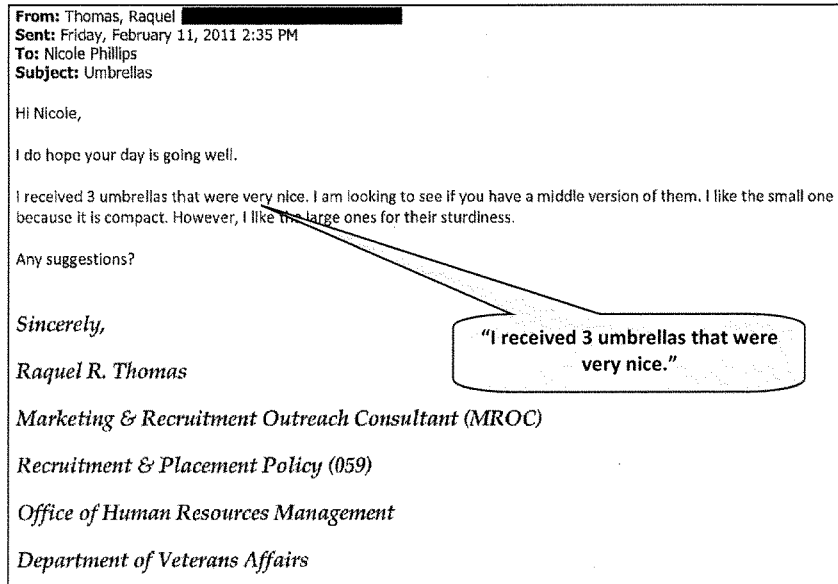 From: Thomas, Raquel
Sent: Friday, February 11, 2011 2:35 PM
To: Nicole Phillips
Subject: Umbrellas
Hi Nicole,
I do hope your day is going well.
I received 3 umbrellas that were very nice. I am looking to see if you have a middle version of them. I like the small one
because it is compact. However, I like the large ones for their sturdiness.
Any suggestions?
"I received 3 umbrellas that were
very nice."
Sincerely,
Raquel R. Thomas
Marketing & Recruitment Outreach Consultant (MROC)
Recruitment & Placement Policy (059)
Office of Human Resources Management
Department of Veterans Affairs